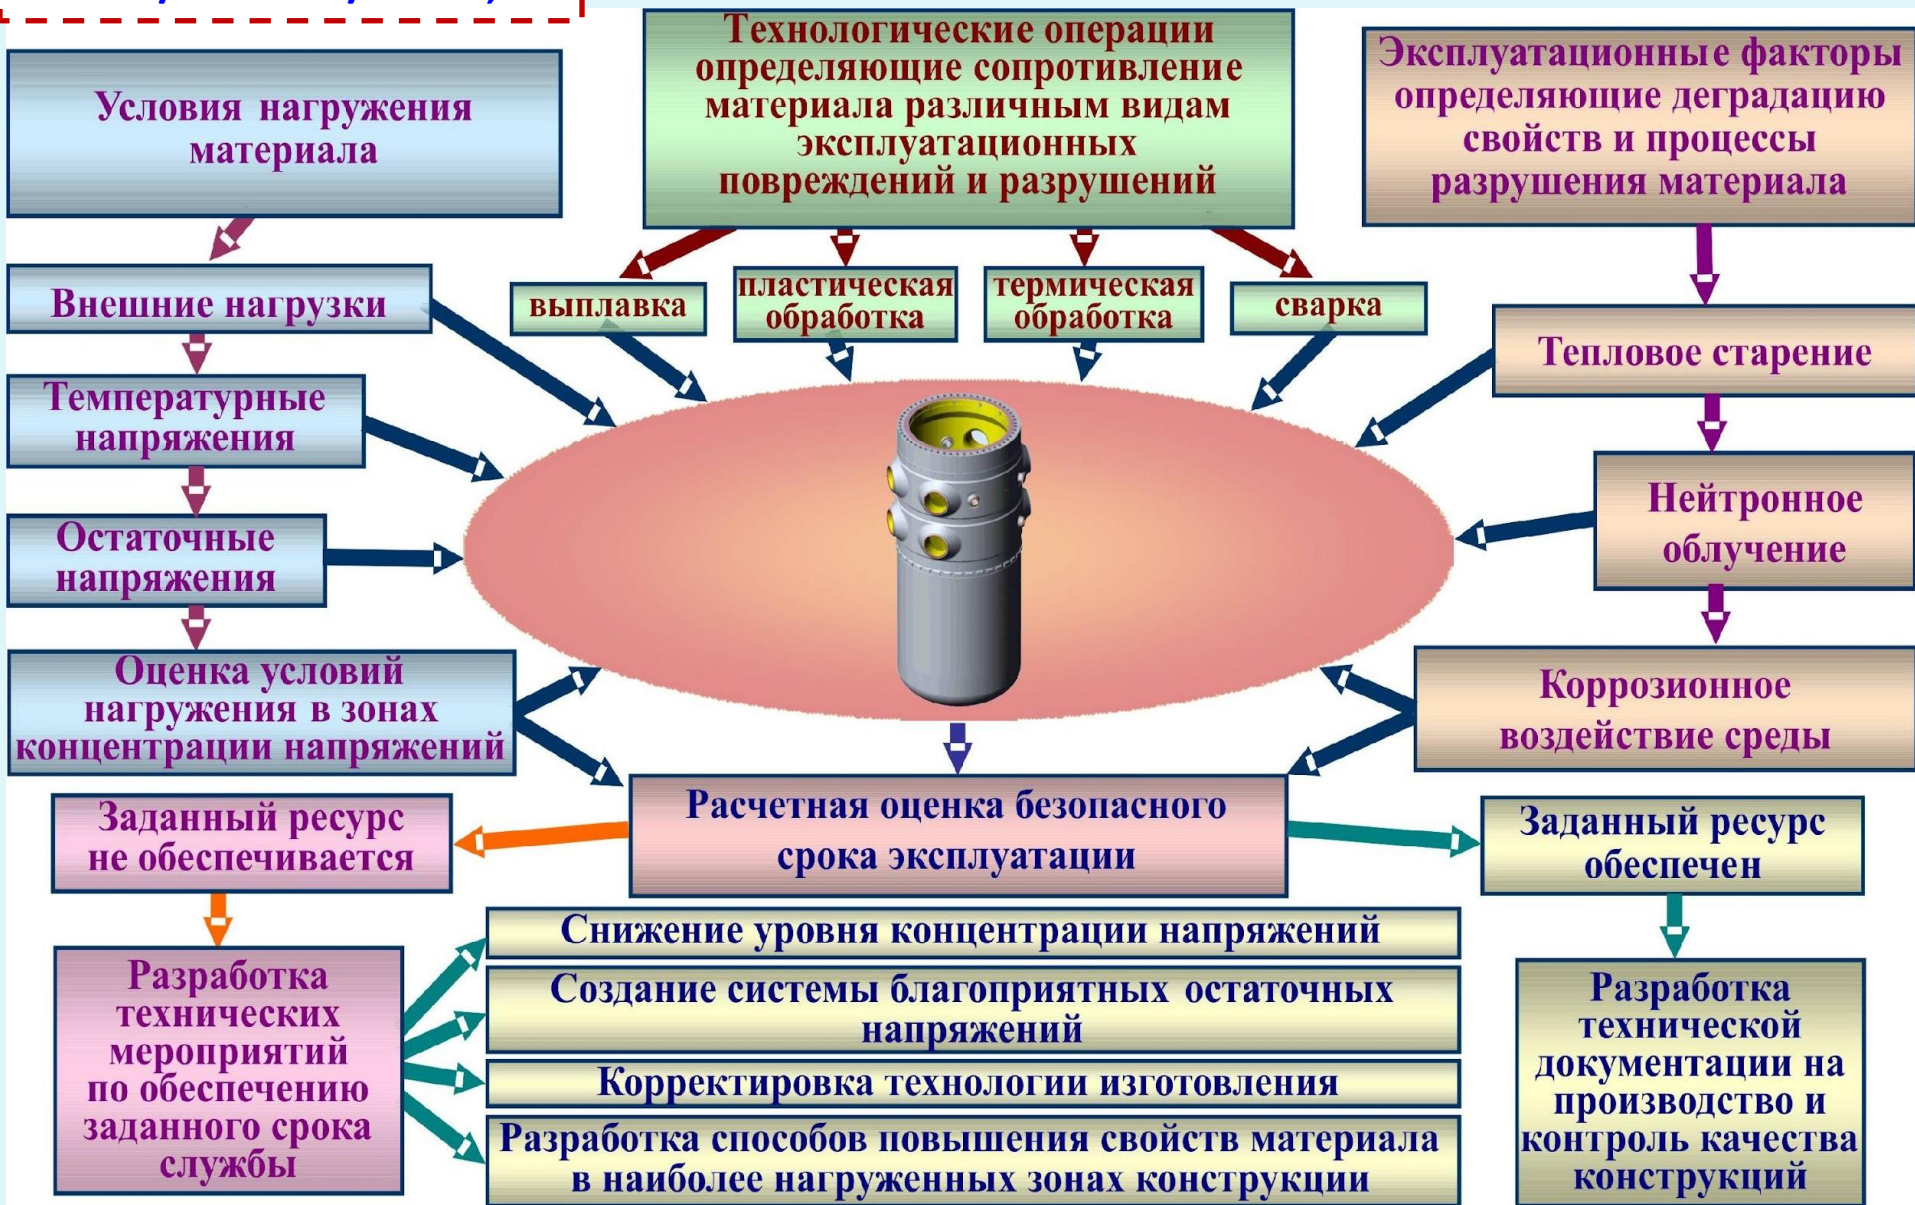 Условия нагружения
материала
Технологические операции
определяющие сопротивление
материала различным видам
эксплуатационных
повреждений и разрушений
Эксплуатационные факторы
определяющие деградацию
свойств и процессы
разрушения материала
Внешние нагрузки
выплавка
пластическая
обработка
термическая
обработка
сварка
Тепловое старение
Температурные
напряжения
Нейтронное
облучение
Остаточные
напряжения
Оценка условий
нагружения в зонах
концентрации напряжений
Коррозионное
воздействие среды
Заданный ресурс
не обеспечивается
Расчетная оценка безопасного
срока эксплуатации
Заданный ресурс
обеспечен
Разработка
технических
мероприятий
по обеспечению
заданного срока
службы
Снижение уровня концентрации напряжений
Создание системы благоприятных остаточных
напряжений
Корректировка технологии изготовления
Разработка способов повышения свойств материала
в наиболее нагруженных зонах конструкции
Разработка
технической
документации на
производство и
контроль качества
конструкций